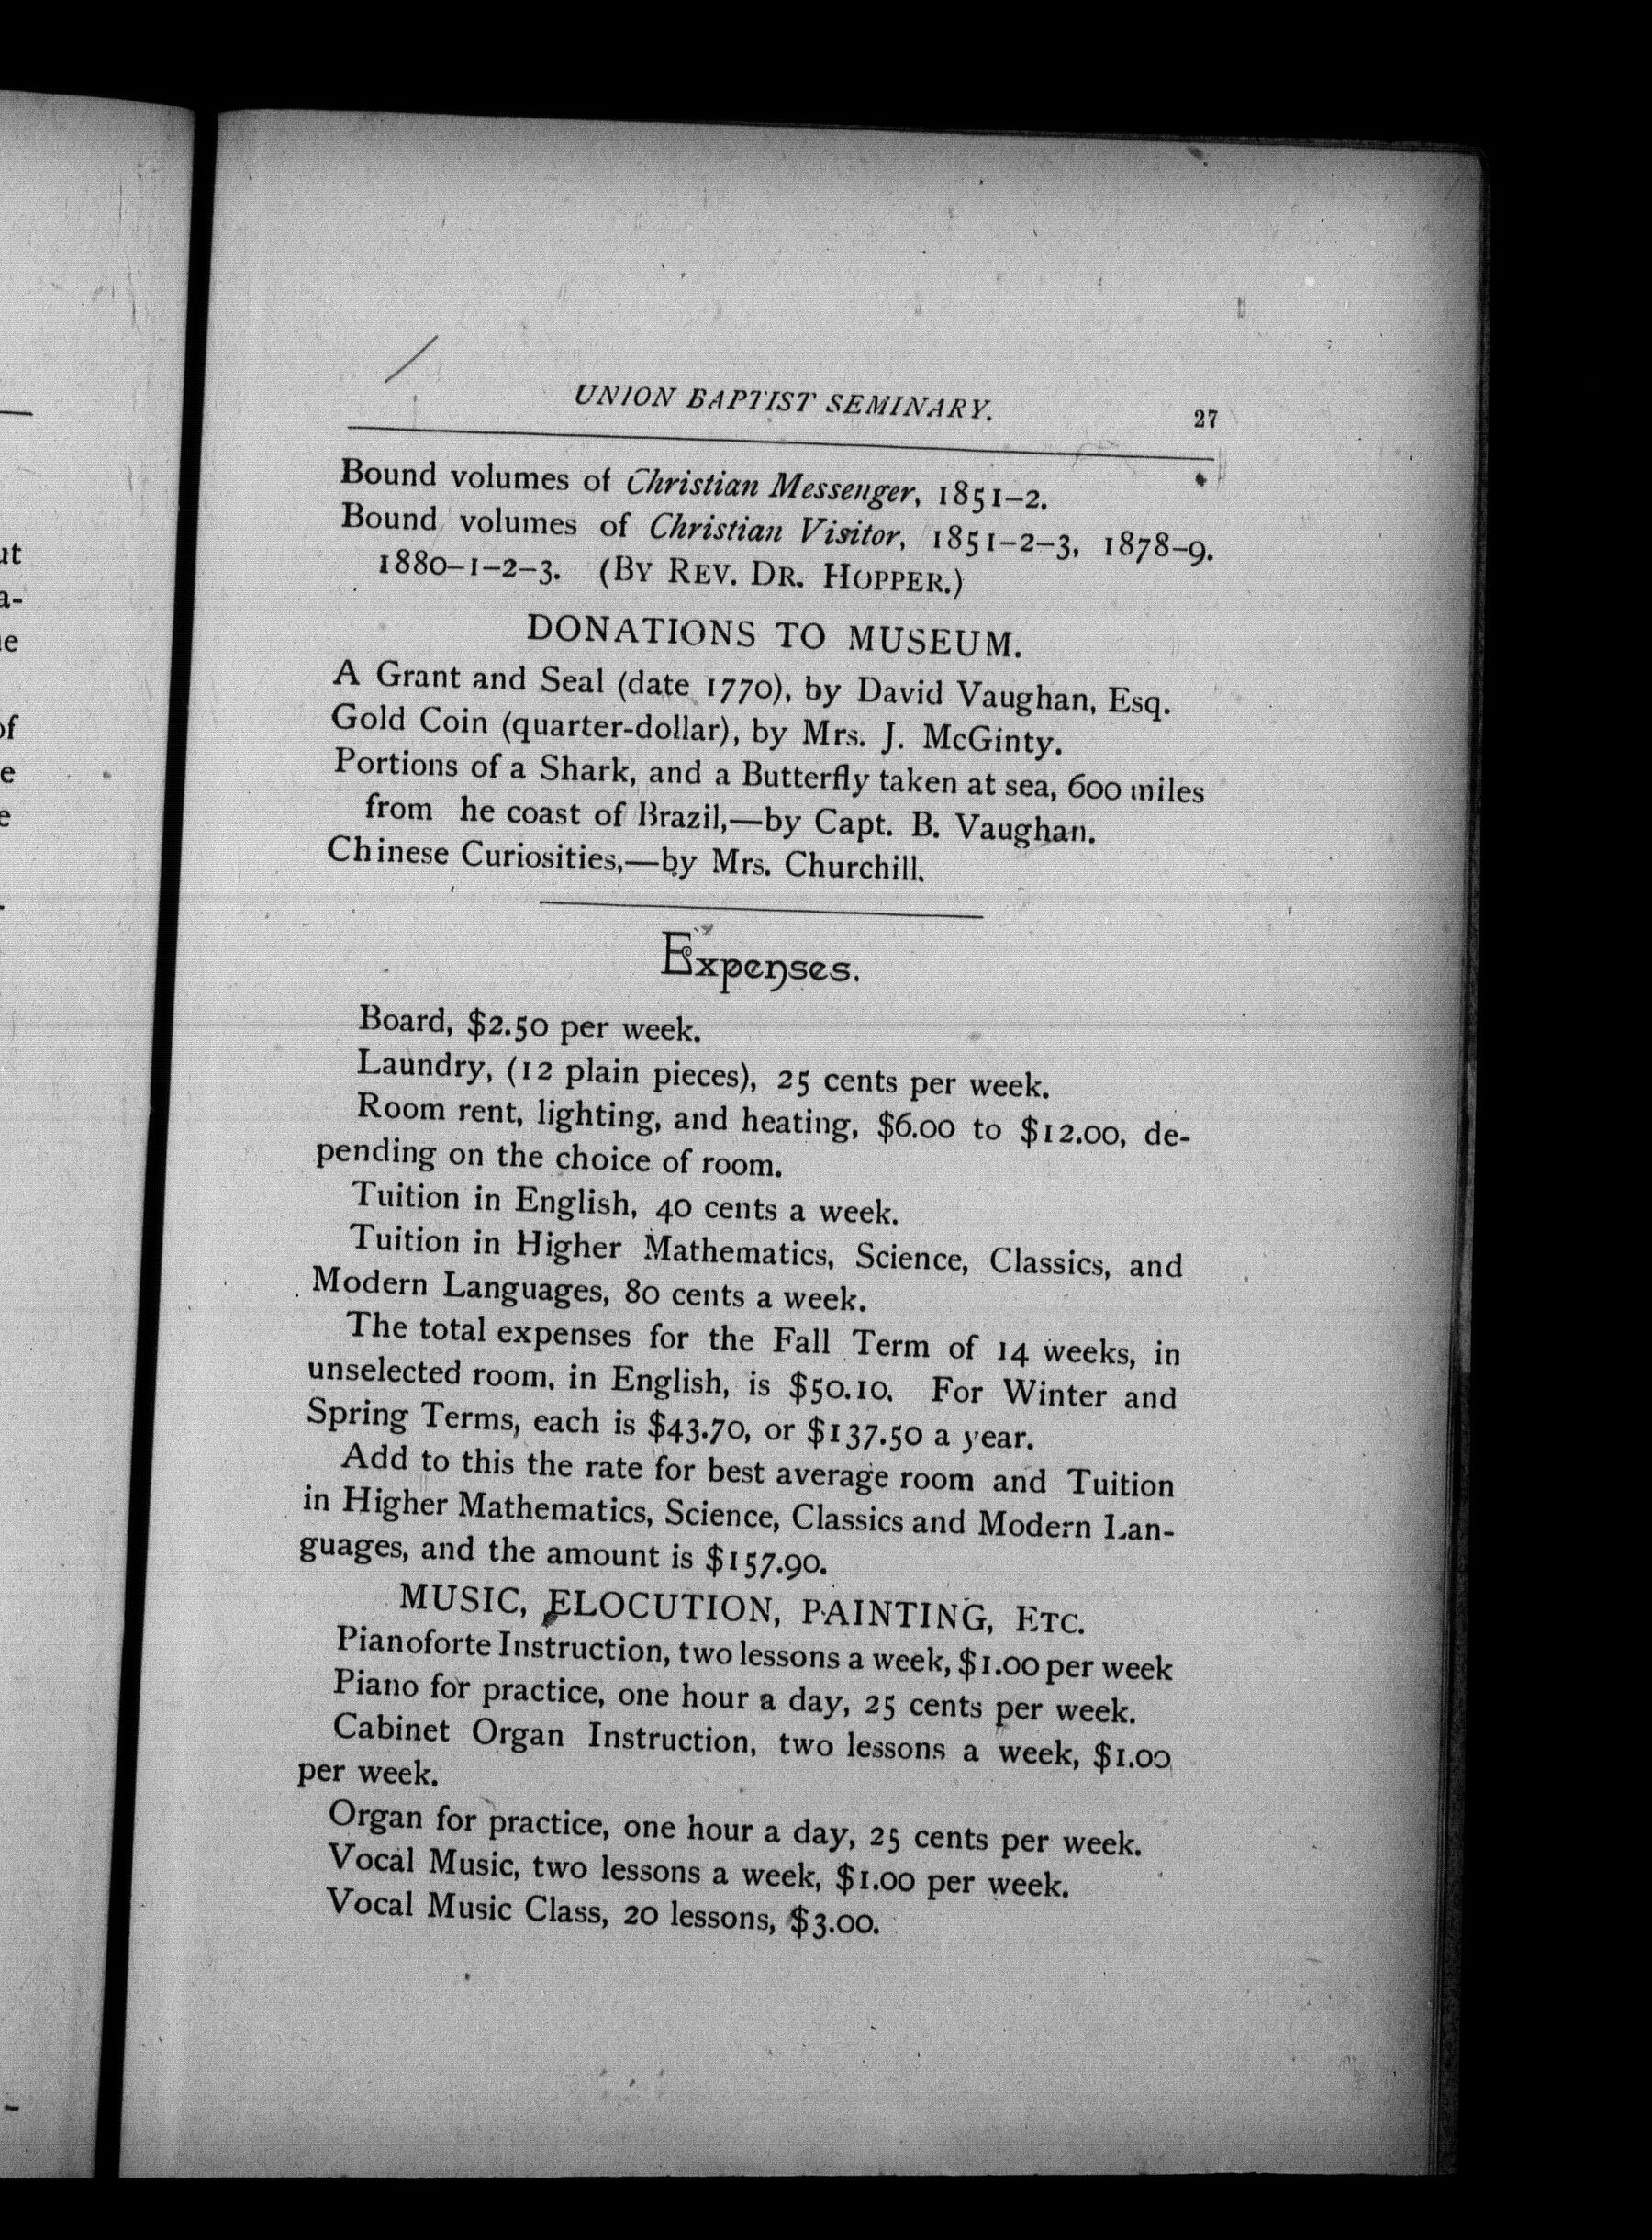 UNION BAPTIST SEMINARY. 27
Bound volumes of Christian Messenger, 1851–2.
Bound volumes of Christian Visitor, 1851–2–3, 1878–9.
1880–1–2–3. (BY REV. DR. HOPPER.)
DONATIONS TO MUSEUM.
A Grant and Seal (date 1770), by David Vaughan, Esq.
Gold Coin (quarter-dollar), by Mrs. J. McGinty.
Portions of a Shark, and a Butterfly taken at sea, 600 miles
from he coast of Brazil,—by Capt. B. Vaughan.
Chinese Curiosities,—by Mrs. Churchill.
Expenses.
Board, $2.50 per week.
Laundry, (12 plain pieces), 25 cents per week.
Room rent, lighting, and heating, $6.00 to $12.00, de-
pending on the choice of room.
Tuition in English, 40 cents a week.
Tuition in Higher Mathematics, Science, Classics, and
Modern Languages, 80 cents a week.
The total expenses for the Fall Term of 14 weeks, in
unselected room, in English, is $50.10. For Winter and
Spring Terms, each is $43.70, or $137.50 a year.
Add to this the rate for best average room and Tuition
in Higher Mathematics, Science, Classics and Modern Lan-
guages, and the amount is $157.90.
MUSIC, ELOCUTION, PAINTING, ETC.
Pianoforte Instruction, two lessons a week, $1.00 per week
Piano for practice, one hour a day, 25 cents per week.
Cabinet Organ Instruction, two lessons a week, $1.00
per week.
Organ for practice, one hour a day, 25 cents per week.
Vocal Music, two lessons a week, $1.00 per week.
Vocal Music Class, 20 lessons, $3.00.